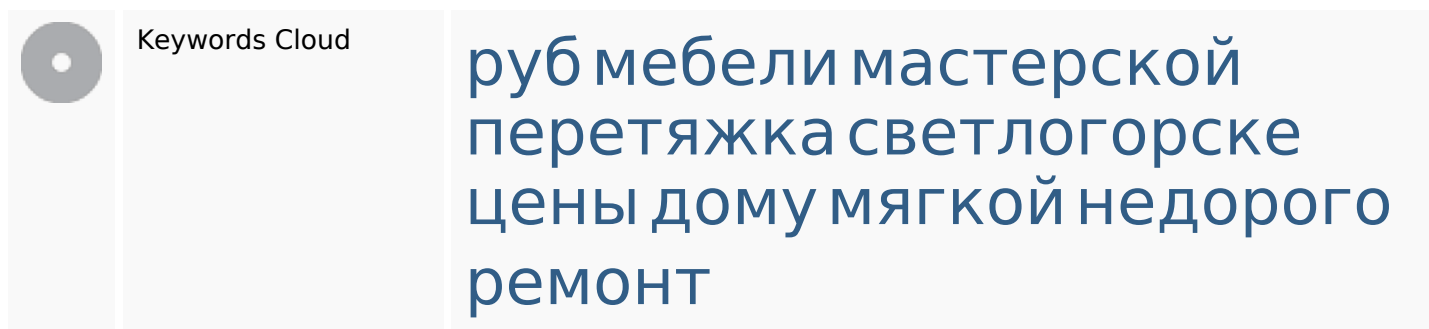 Keywords Cloud
руб мебели мастерской
перетяжка светлогорске
цены дому мягкой недорого
ремонт